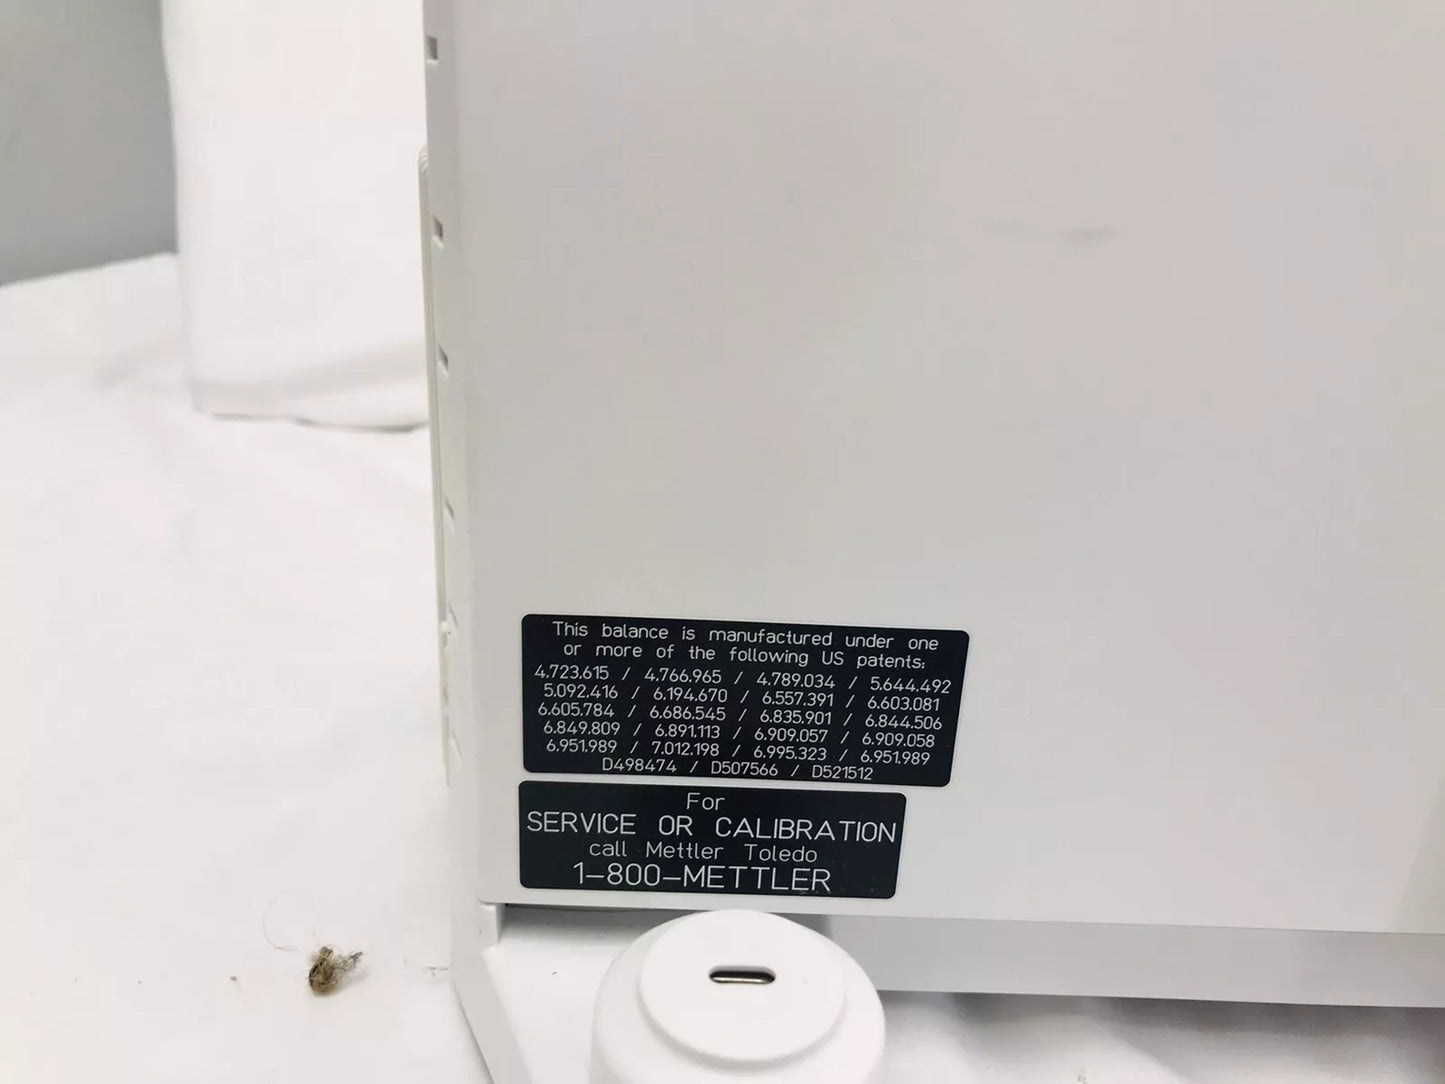 This balance is manufactured under one
or more of the following US patents:
4.723.615 / 4.766.965 / 4.789.034 / 5.644.492
5.092.416 / 6.194.670 / 6.557.391 / 6.603.081
6.605.784 / 6.686.545 / 6.835.901 / 6.844.506
6.849.809 / 6.891.113 / 6.909.057 / 6.909.058
6.951.989 / 7.012.198 / 6.995.323 / 6.951.989
D498474 / D507566 / D521512
For
SERVICE OR CALIBRATION
call Mettler Toledo
1-800-METTLER